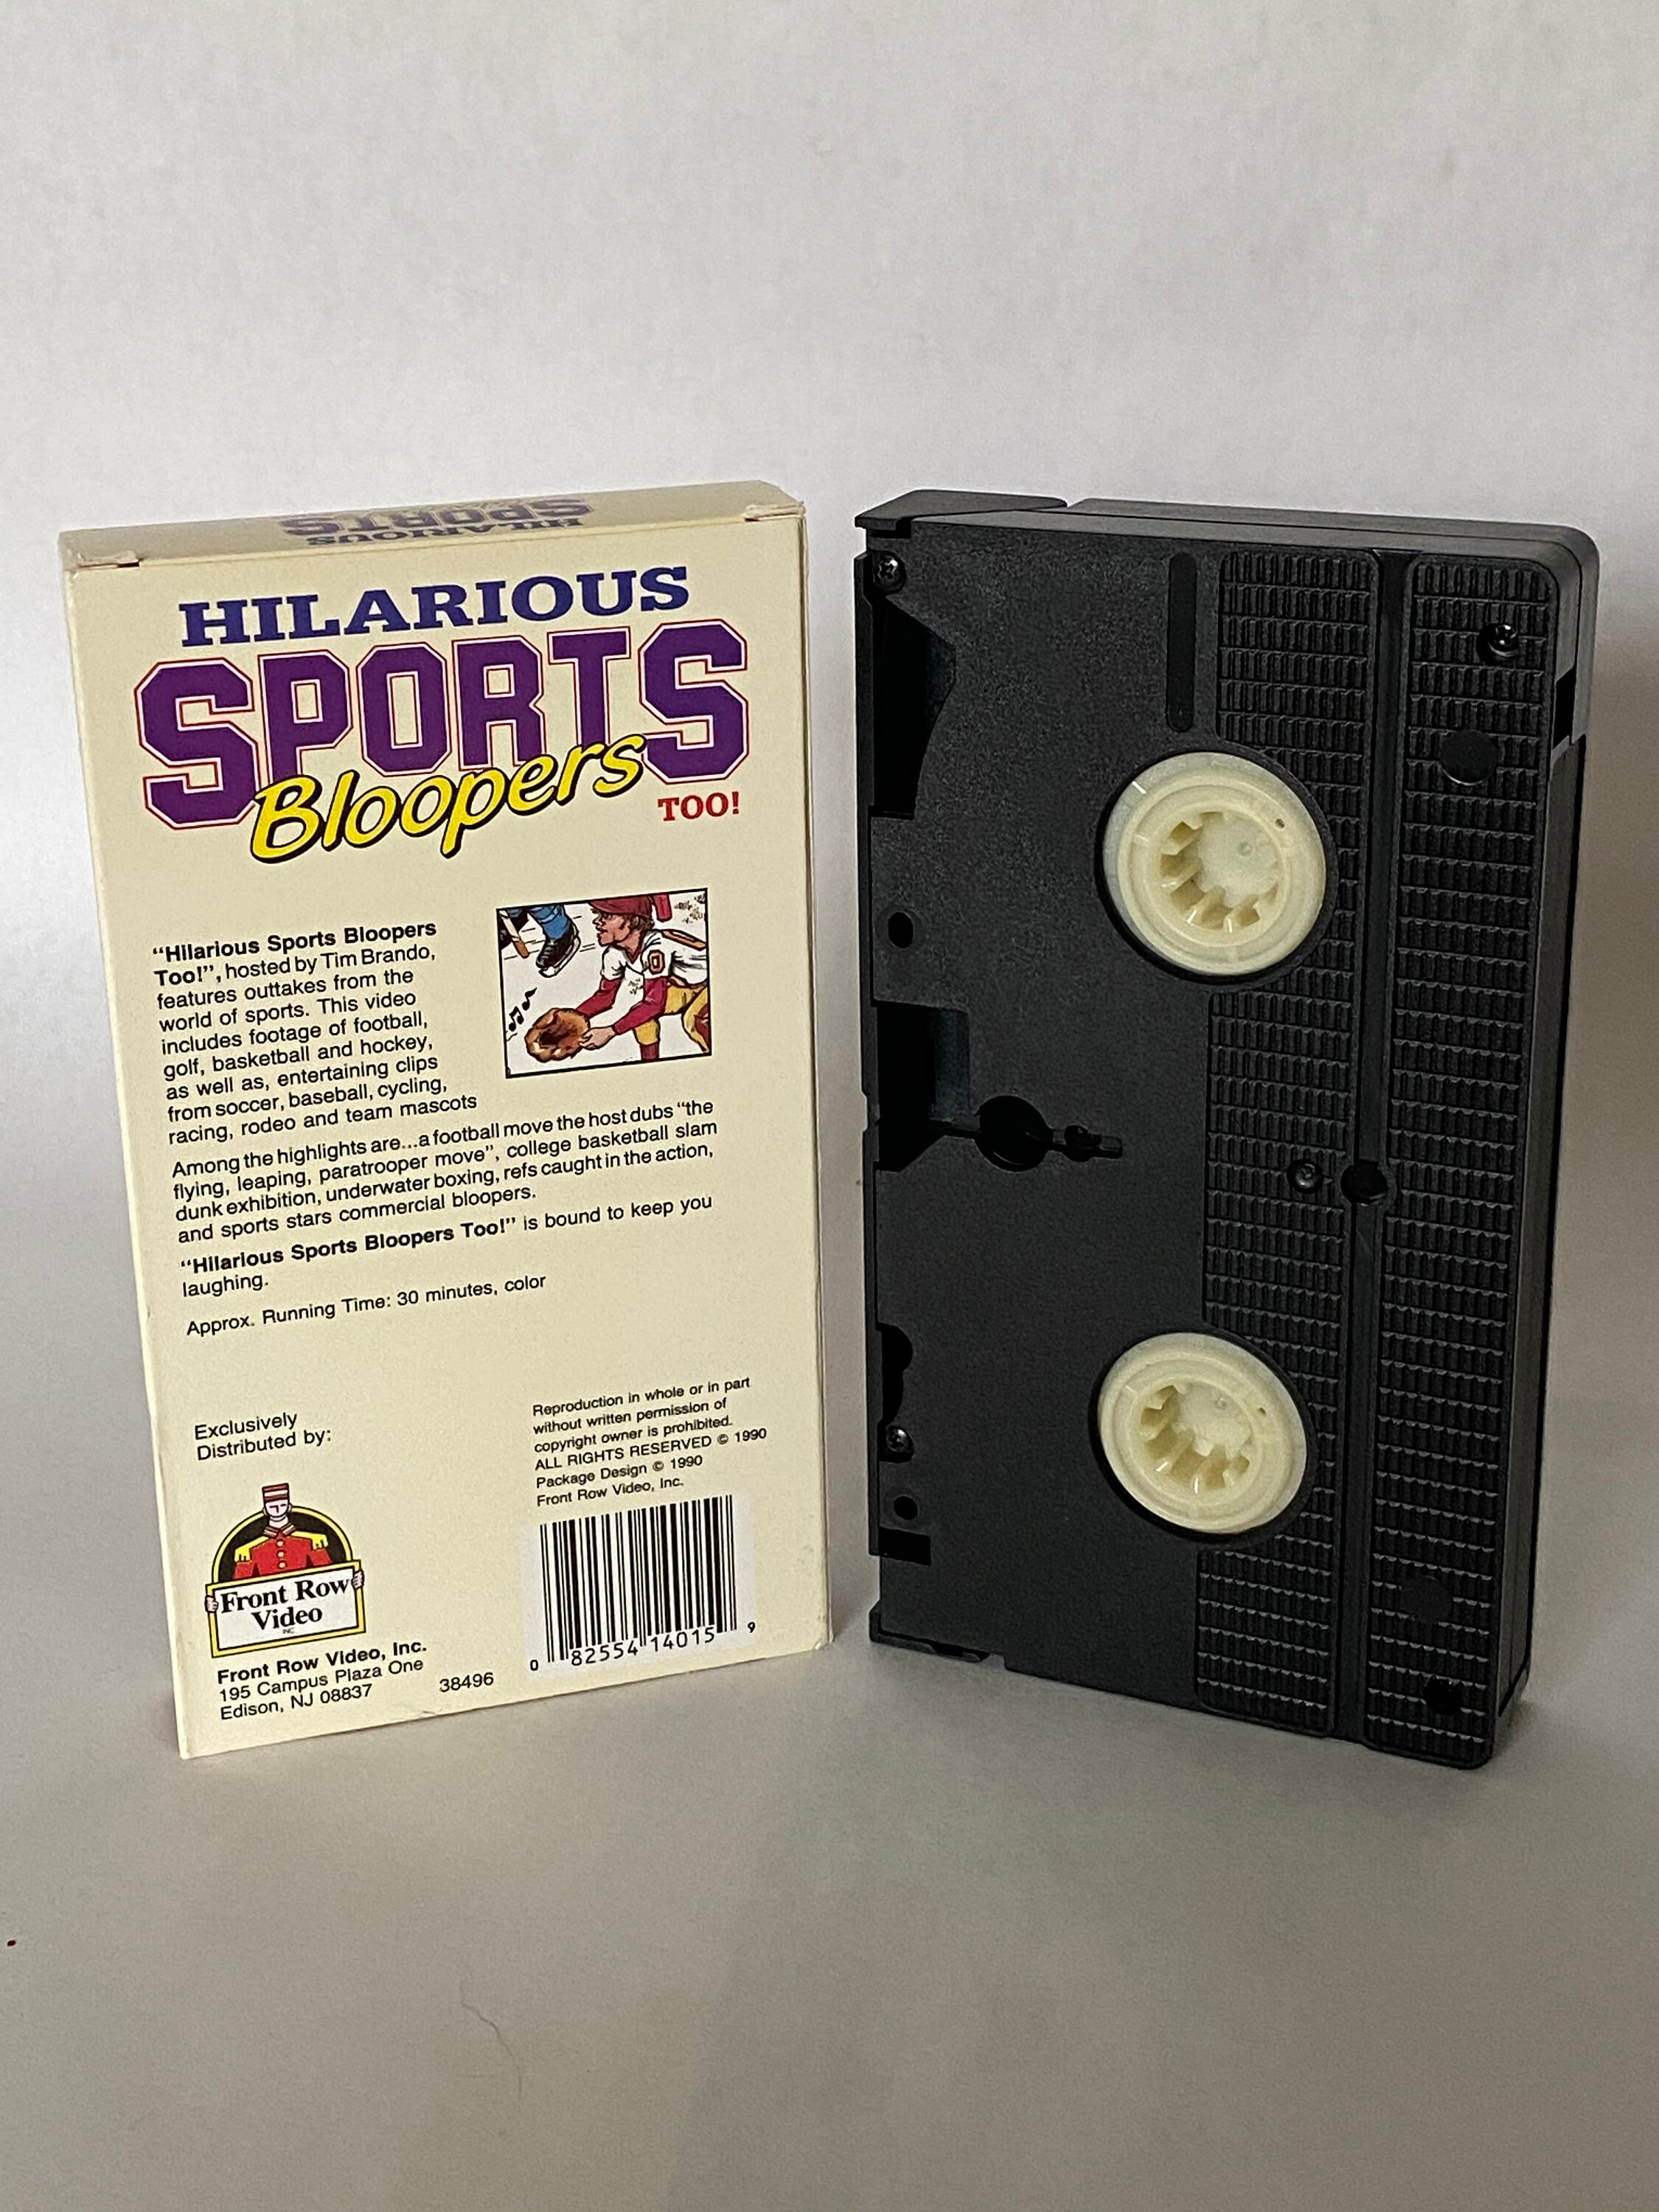 HILARIOUS
SPORTS
HILARIOUS
SPORTS
Bloopers
TOO!
“Hilarious Sports Bloopers
Too!”, hosted by Tim Brando,
features outtakes from the
world of sports. This video
includes footage of football,
golf, basketball and hockey,
as well as, entertaining clips
from soccer, baseball, cycling,
racing, rodeo and team mascots
Among the highlights are...a football move the host dubs “the
flying, leaping, paratrooper move”, college basketball slam
dunk exhibition, underwater boxing, refs caught in the action,
and sports stars commercial bloopers.
“Hilarious Sports Bloopers Too!” is bound to keep you
laughing.
Approx. Running Time: 30 minutes, color
Exclusively
Distributed by:
Front Row
Video
INC
Front Row Video, Inc.
195 Campus Plaza One
Edison, NJ 08837
38496
Reproduction in whole or in part
without written permission of
copyright owner is prohibited.
ALL RIGHTS RESERVED © 1990
Package Design © 1990
Front Row Video, Inc.
0 82554 14015 9
0